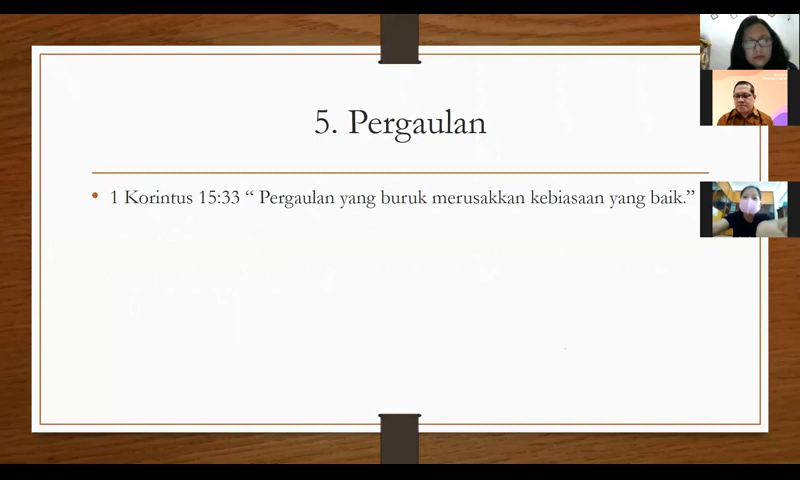 5. Pergaulan
• 1 Korintus 15:33 “ Pergaulan yang buruk merusakkan kebiasaan yang baik.”